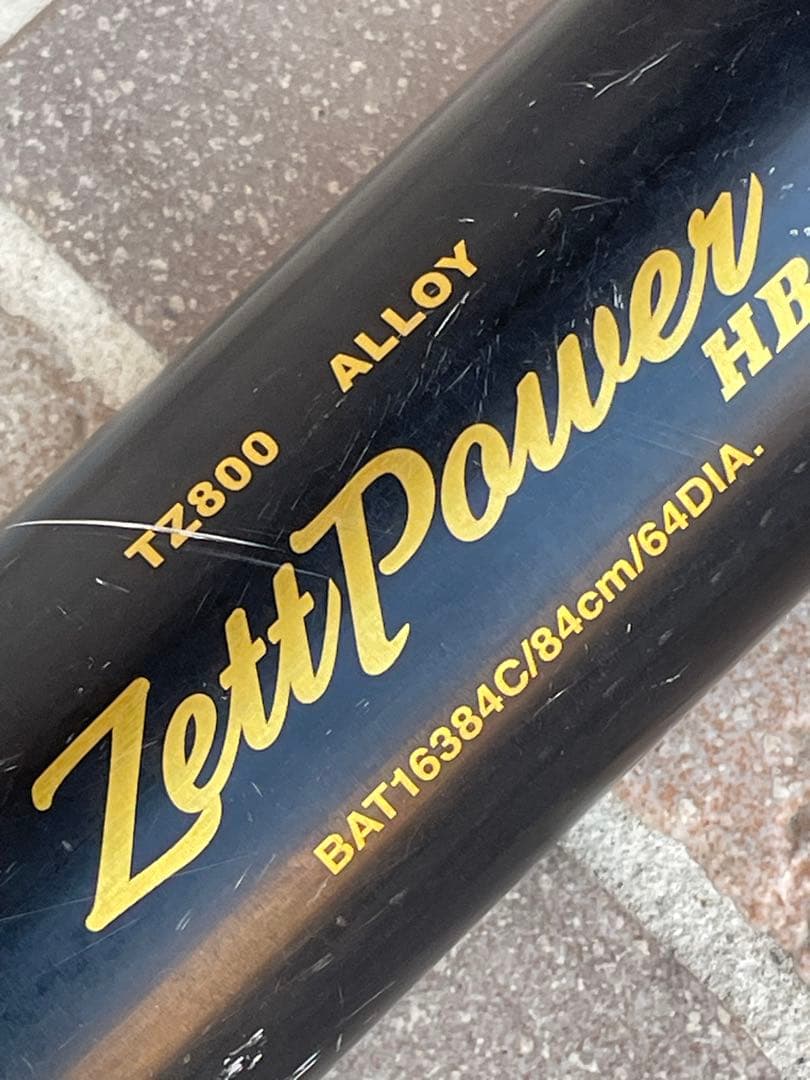 TZ800 ALLOY
ZettPower
HB
BAT16384C/84cm/64DIA.